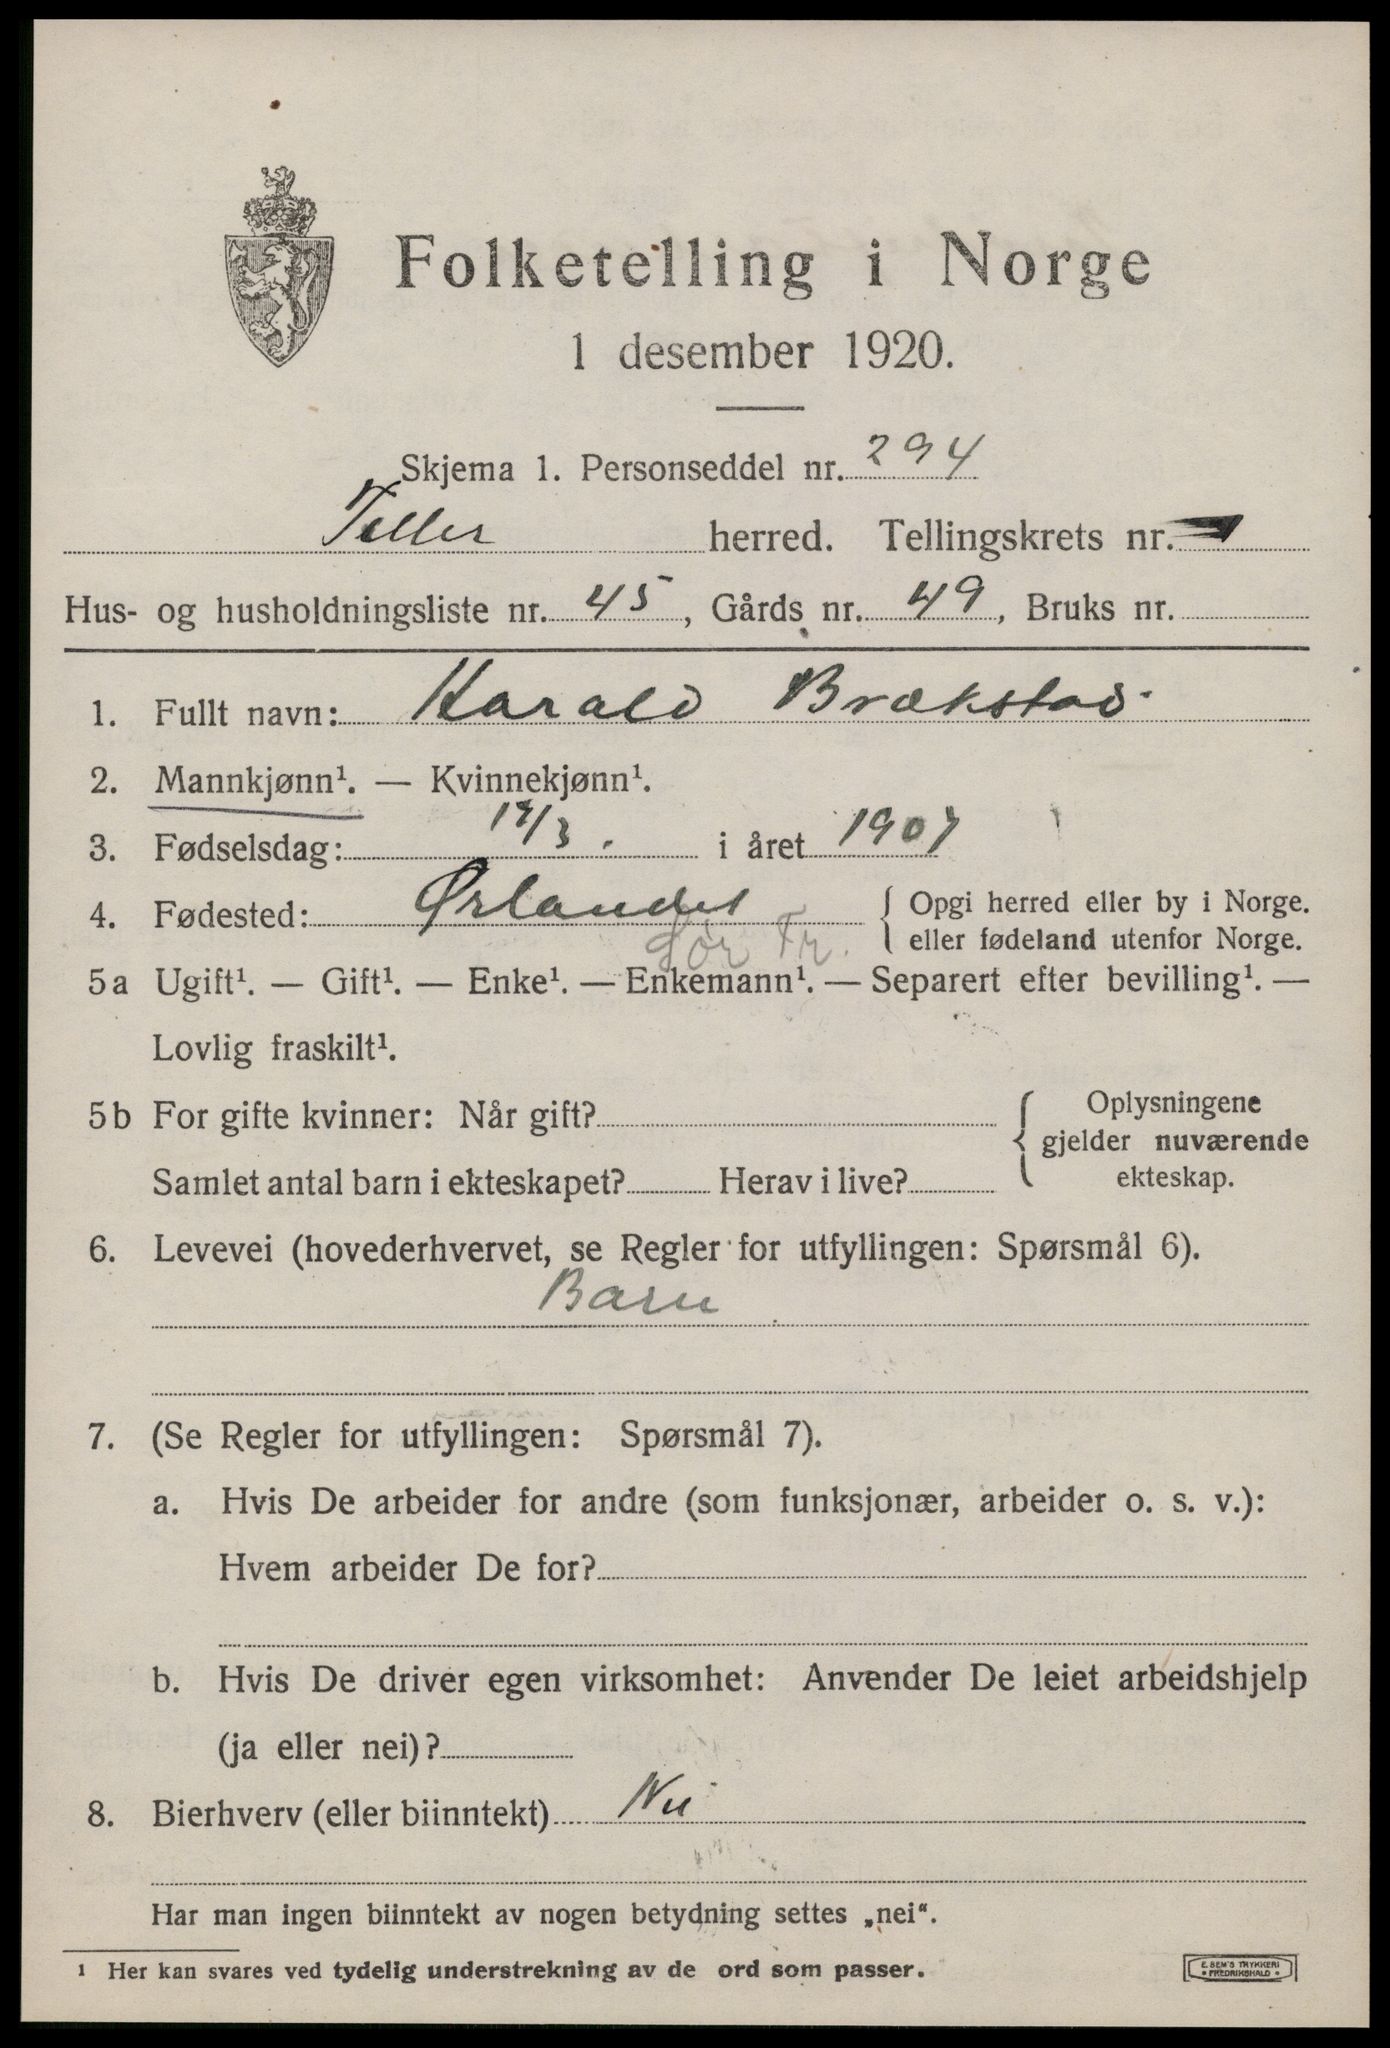 Folketelling i Norge
1 desember 1920.
Skjema 1. Personseddel nr. 294
Tiller herred. Tellingskrets nr.
Hus- og husholdningsliste nr. 45, Gårds nr. 49, Bruks nr.
1. Fullt navn: Harald Brækstad.
2. Mannkjønn¹. — Kvinnekjønn¹.
3. Fødselsdag: i året 1907
4. Fødested: Ørlandet { Opgi herred eller by i Norge.
Sør Tr. eller fødeland utenfor Norge.
5a Ugift¹. — Gift¹. — Enke¹. — Enkemann¹. — Separert efter bevilling¹. —
Lovlig fraskilt¹.
5b For gifte kvinner: Når gift? { Oplysningene
gjelder nuværende
Samlet antal barn i ekteskapet? Herav i live? ekteskap.
6. Levevei (hovederhvervet, se Regler for utfyllingen: Spørsmål 6).
Barn
7. (Se Regler for utfyllingen: Spørsmål 7).
a. Hvis De arbeider for andre (som funksjonær, arbeider o. s. v.):
Hvem arbeider De for?
b. Hvis De driver egen virksomhet: Anvender De leiet arbeidshjelp
(ja eller nei)?
8. Bierhverv (eller biinntekt) Nei
Har man ingen biinntekt av nogen betydning settes „nei“.
¹ Her kan svares ved tydelig understrekning av de ord som passer.
E. SEM'S TRYKKERI
• FREDRIKSHALD •